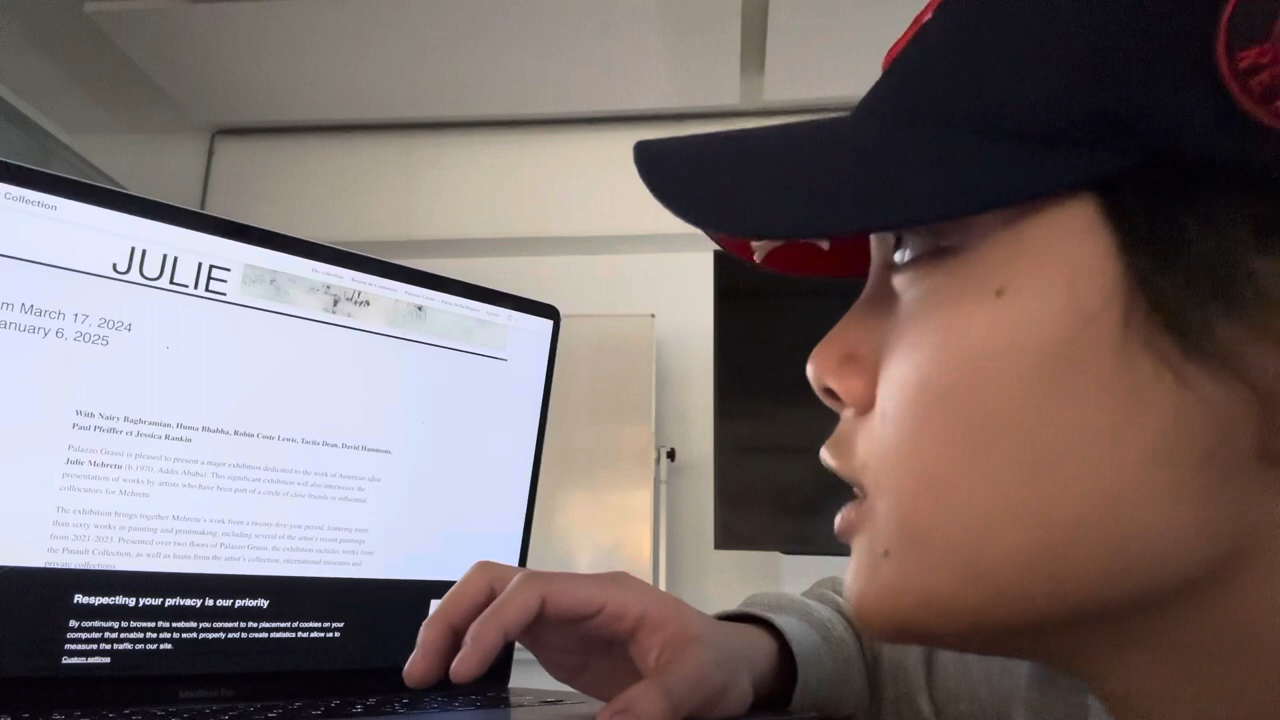 Collection
JULIE
The exhibition
m March 17, 2024
anuary 6, 2025
With Nairy Baghramian, Huma Bhabha, Robin Coste Lewis, Tacita Dean, David Hammons,
Paul Pfeiffer et Jessica Rankin
Palazzo Grassi is pleased to present a major exhibition dedicated to the work of American artist
Julie Mehretu (b.1970, Addis Ababa). This significant exhibition will also interweave the
presentation of works by artists who have been part of a circle of close friends or influential
collocutors for Mehretu
The exhibition brings together Mehretu's work from a twenty-five-year period, featuring more
than sixty works in painting and printmaking, including several of the artist's recent paintings
from 2021-2023. Presented over two floors of Palazzo Grassi, the exhibition includes works from
the Pinault Collection, as well as loans from the artist's collection, international museums and
private collections.
Respecting your privacy is our priority
By continuing to browse this website you consent to the placement of cookies on your
computer that enable the site to work properly and to create statistics that allow us to
measure the traffic on our site.
Custom settings
MacBook Pro